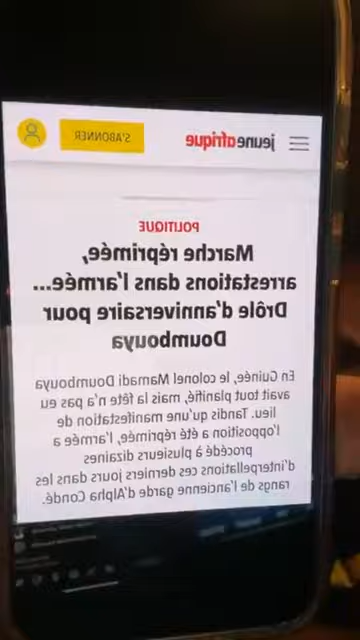 jeuneafrique
S'ABONNER
POLITIQUE
Marche réprimée,
arrestations dans l'armée...
Drôle d'anniversaire pour
Doumbouya
En Guinée, le colonel Mamadi Doumbouya
avait tout planifié, mais la fête n'a pas eu
lieu. Tandis qu'une manifestation de
l'opposition a été réprimée, l'armée a
procédé à plusieurs dizaines
d'interpellations ces derniers jours dans les
rangs de l'ancienne garde d'Alpha Condé.